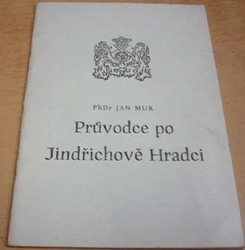 PhDr JAN MUK
Průvodce po
Jindřichově Hradci